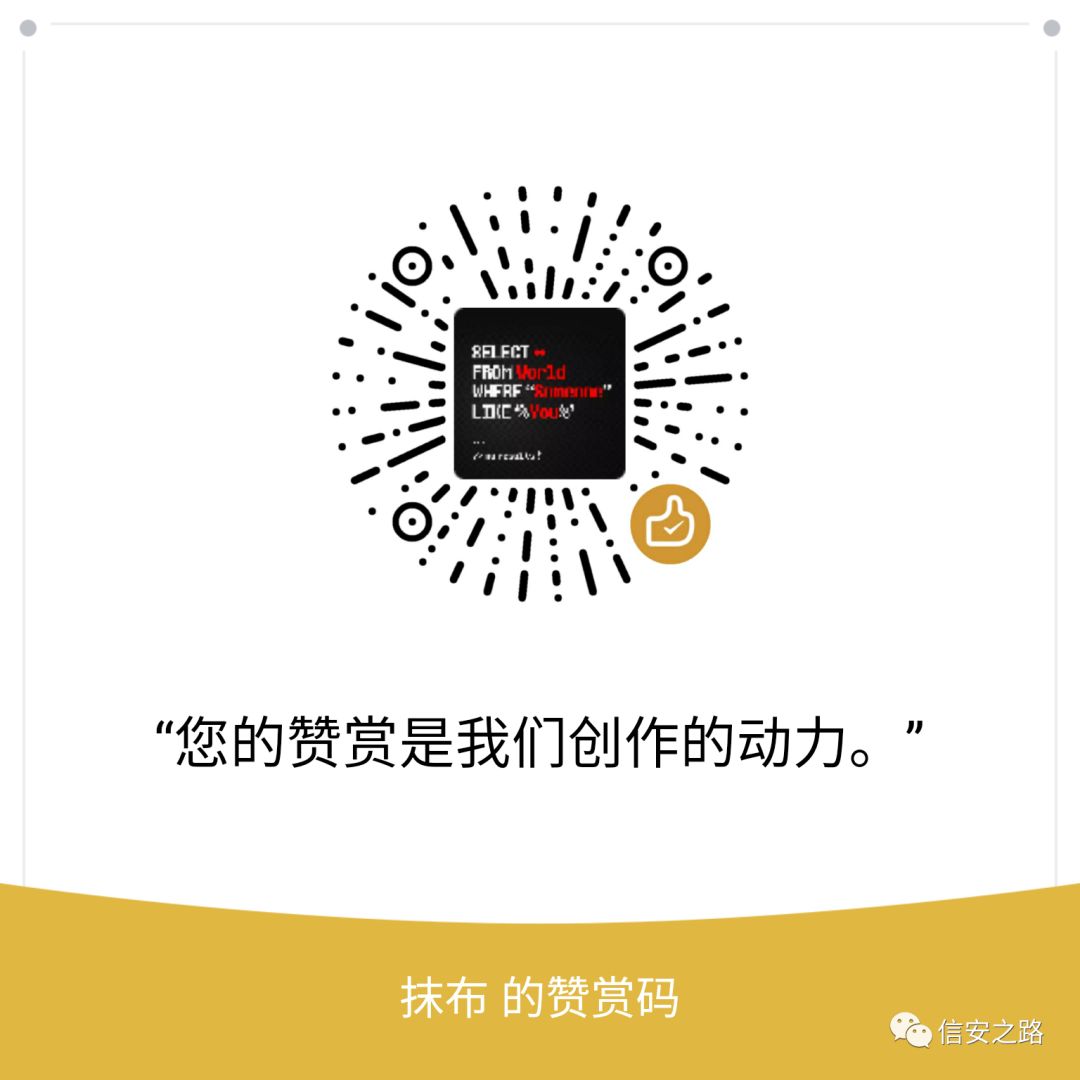 SELECT **
FROM World
WHERE “Someone”
LIKE ‘%You%’
...
/*no results!
“您的赞赏是我们创作的动力。”
抹布 的赞赏码
信安之路